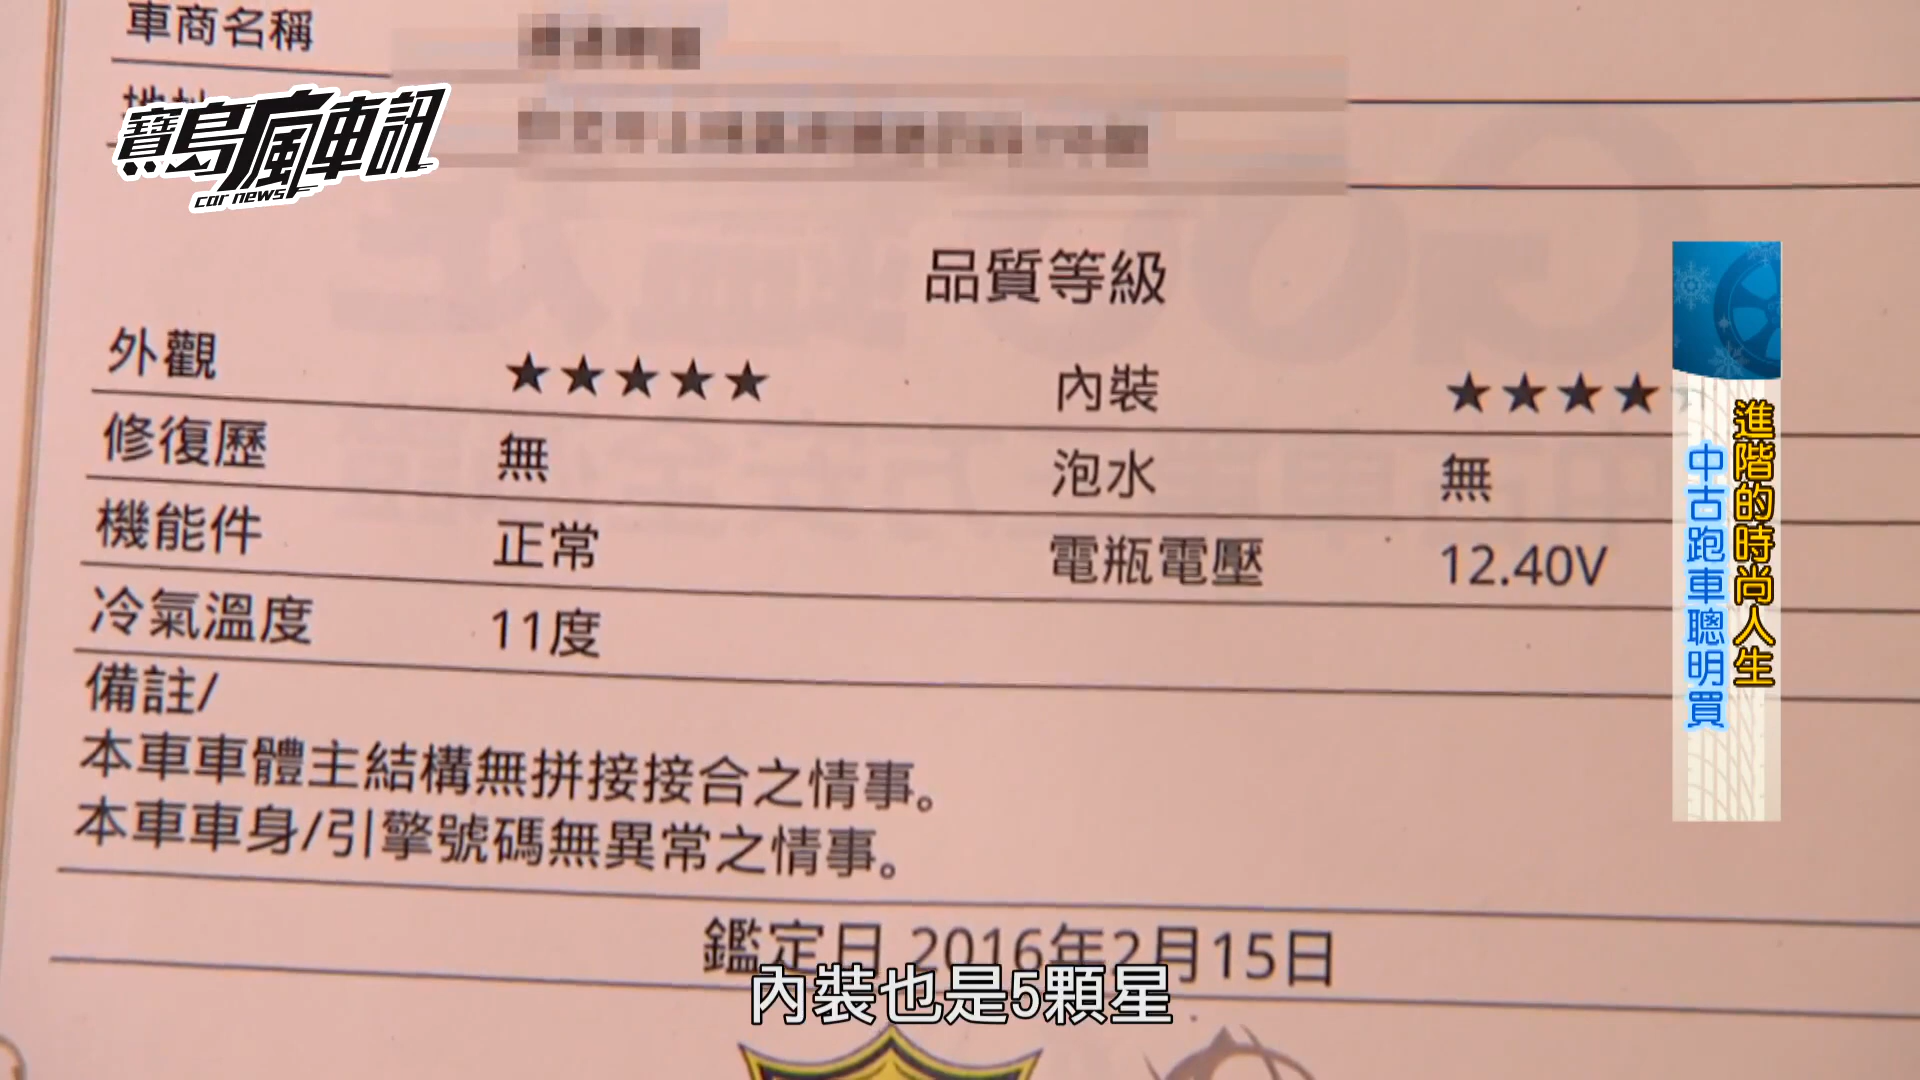 車商名稱
地址
寶島瘋車訊
car news
品質等級
外觀 ★★★★★ 內裝 ★★★★
修復歷 無 泡水 無
機能件 正常 電瓶電壓 12.40V
冷氣溫度 11度
備註/
本車車體主結構無拼接接合之情事。
本車車身/引擎號碼無異常之情事。
鑑定日 2016年2月15日
進階的時尚人生
中古跑車聰明買
內裝也是5顆星